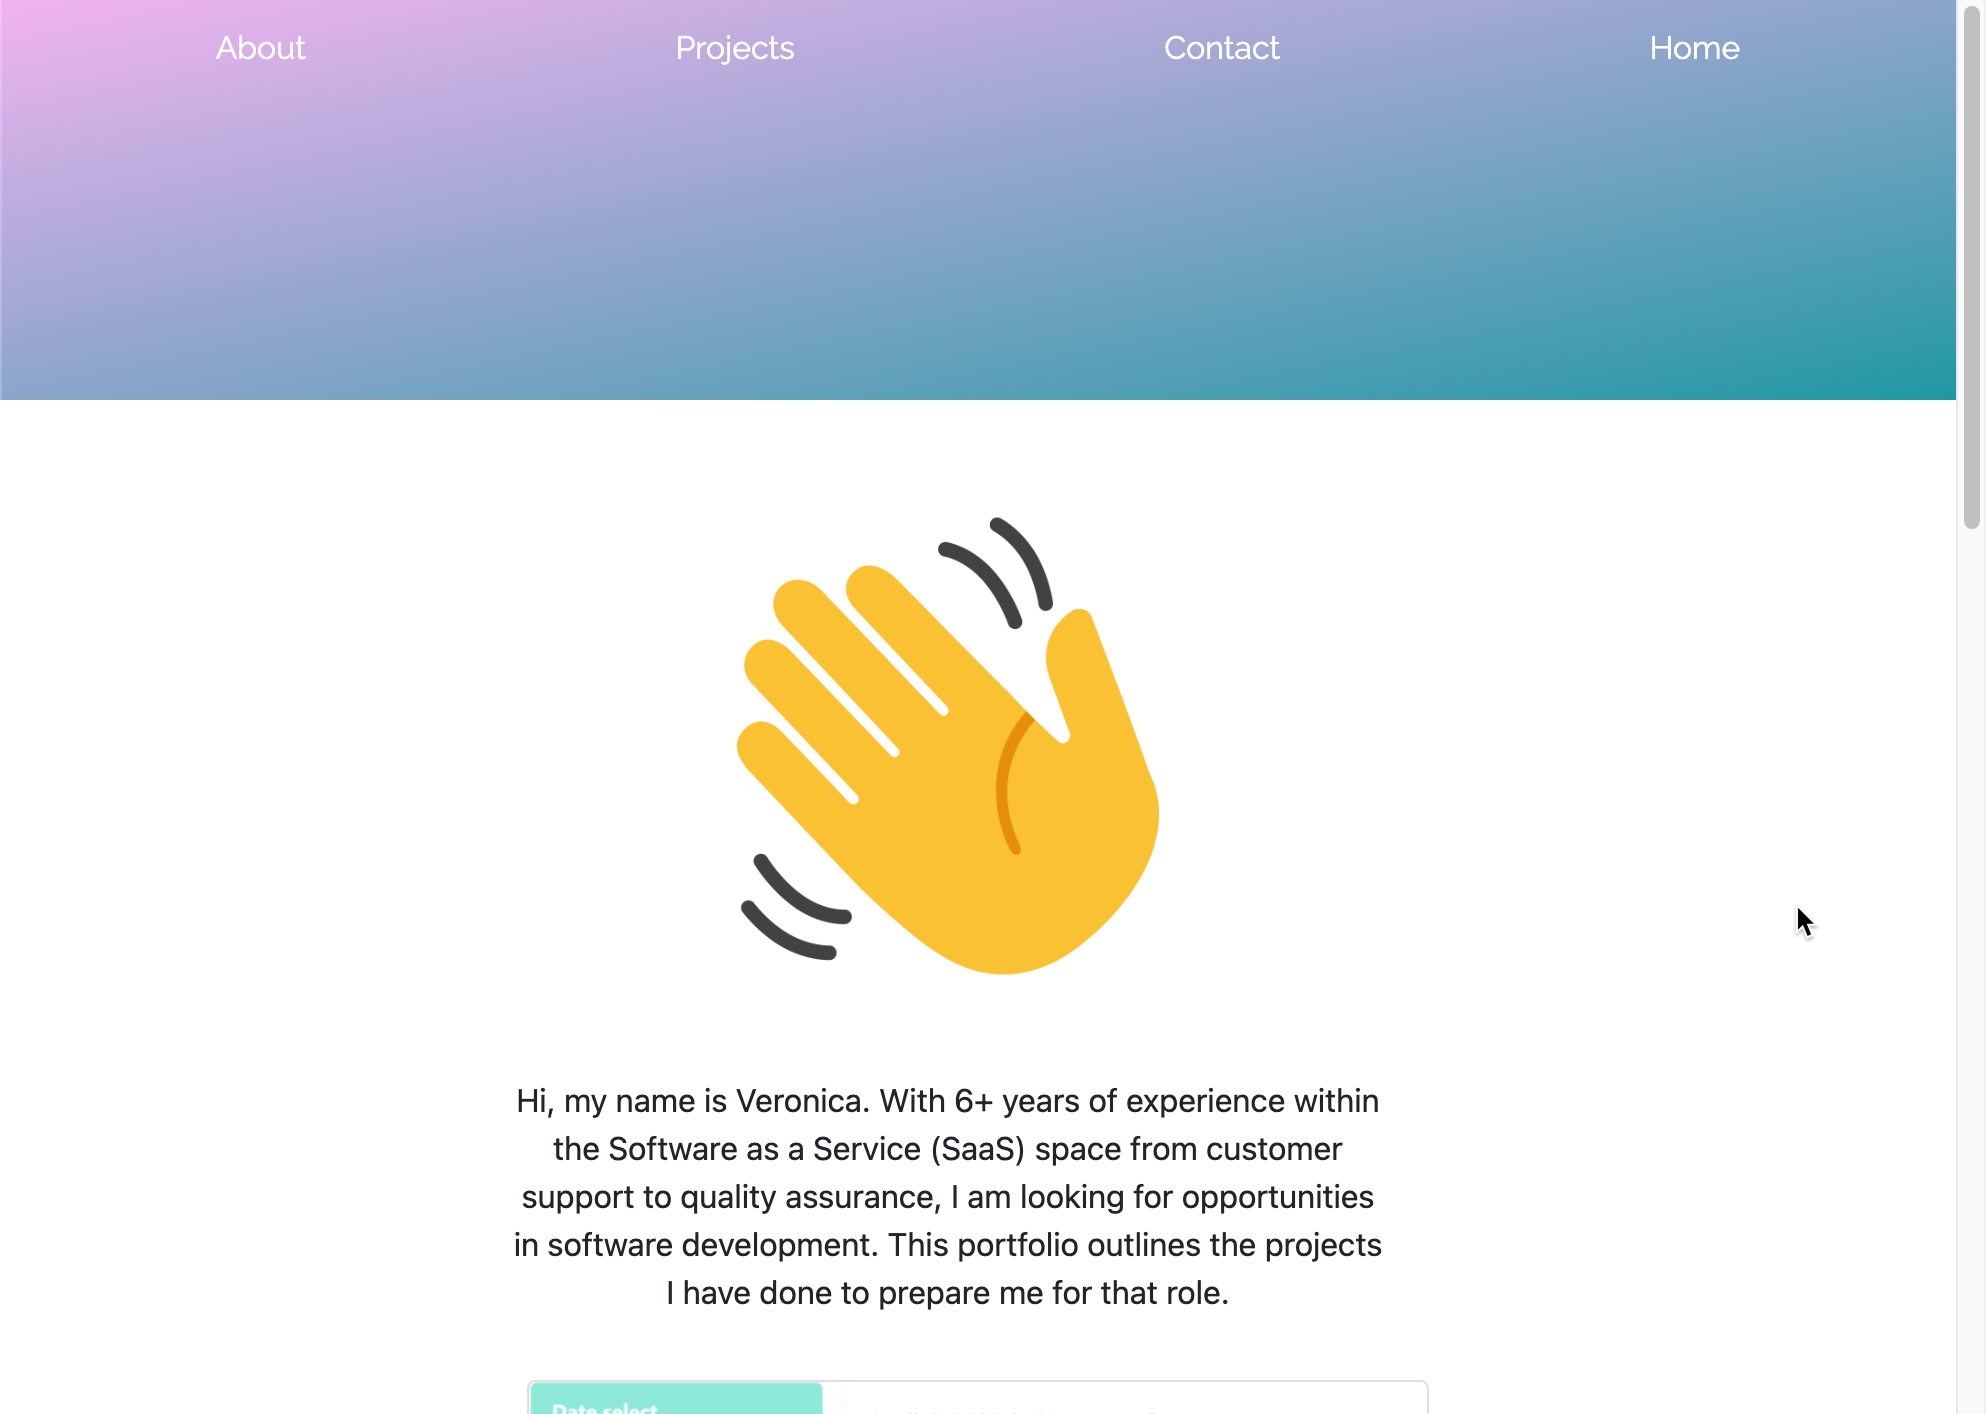 About Projects Contact Home
Hi, my name is Veronica. With 6+ years of experience within
the Software as a Service (SaaS) space from customer
support to quality assurance, I am looking for opportunities
in software development. This portfolio outlines the projects
I have done to prepare me for that role.
Date select